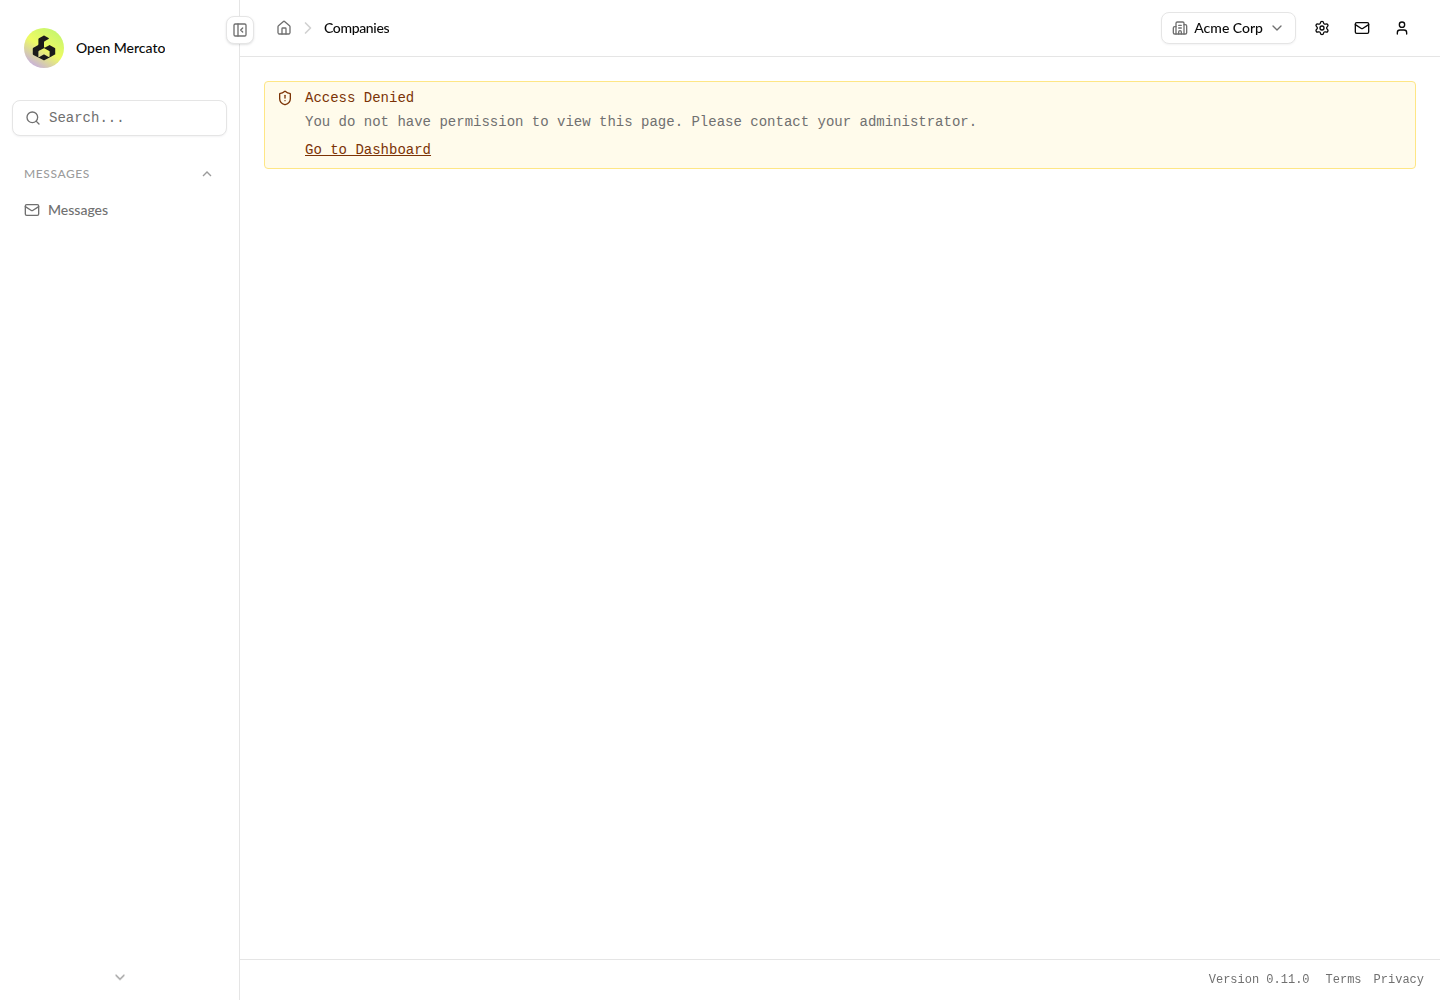 Open Mercato
Search...
MESSAGES
Messages
Companies
Acme Corp
Access Denied
You do not have permission to view this page. Please contact your administrator.
Go to Dashboard
Version 0.11.0 Terms Privacy